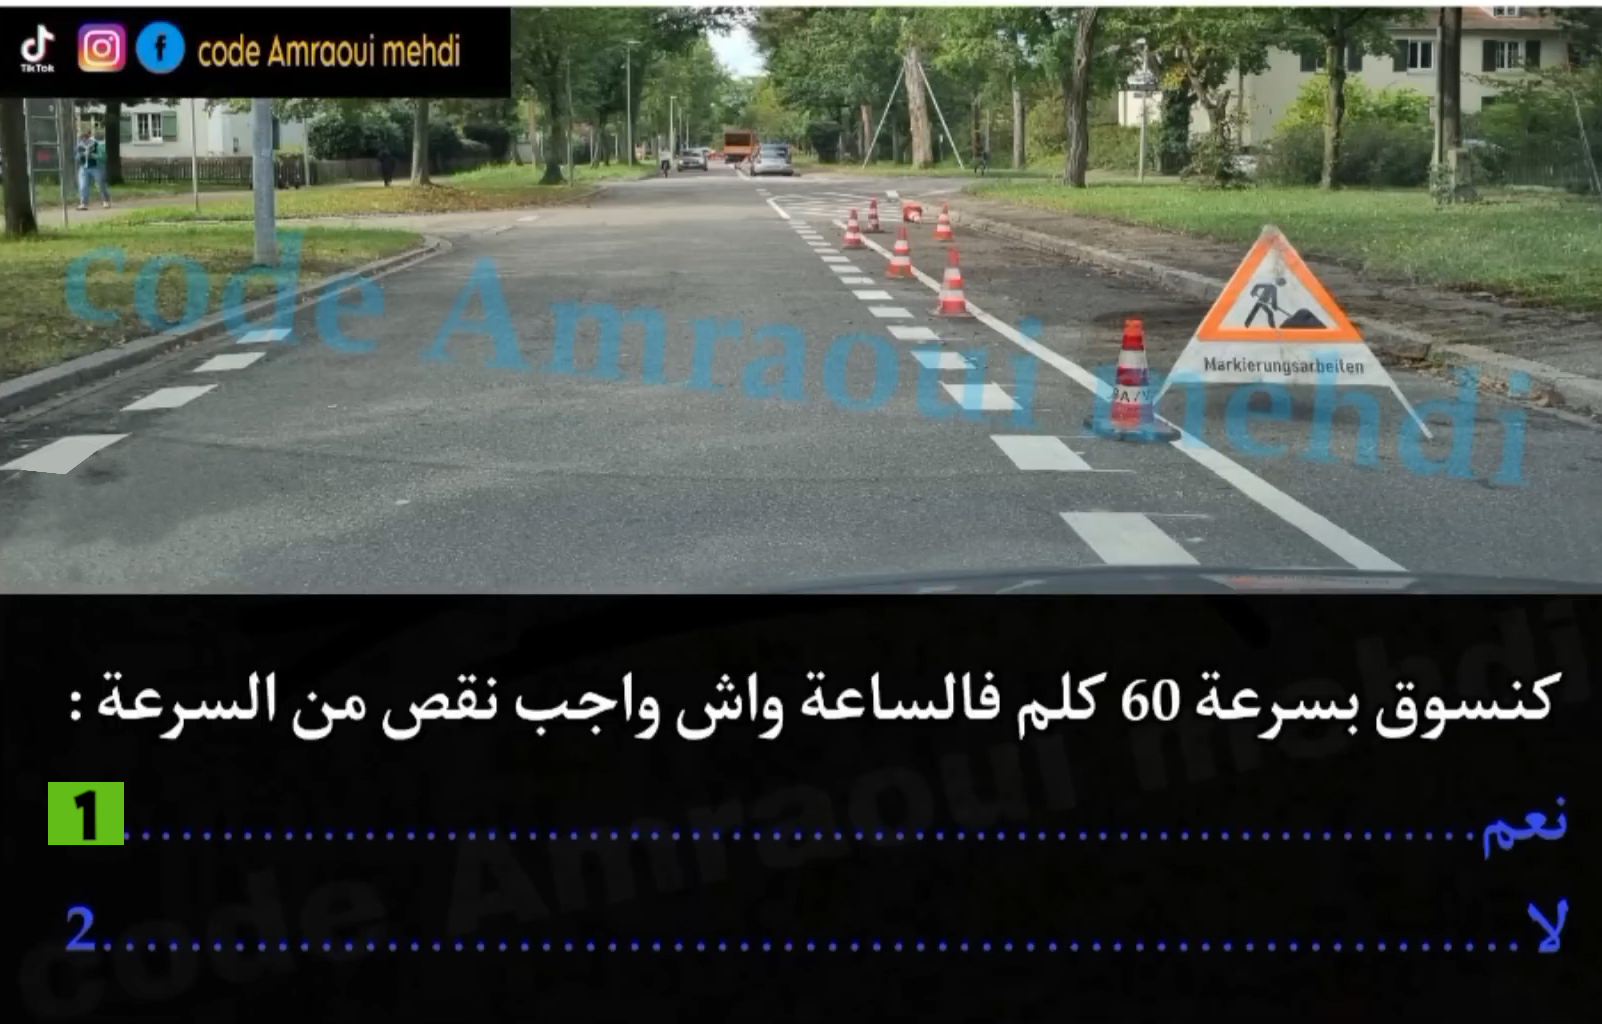 TikTok code Amraoui mehdi
code Amraoui mehdi
Markierungsarbeiten
كنسوق بسرعة 60 كلم فالساعة واش واجب نقص من السرعة :
نعم 1
لا 2
code Amraoui mehdi